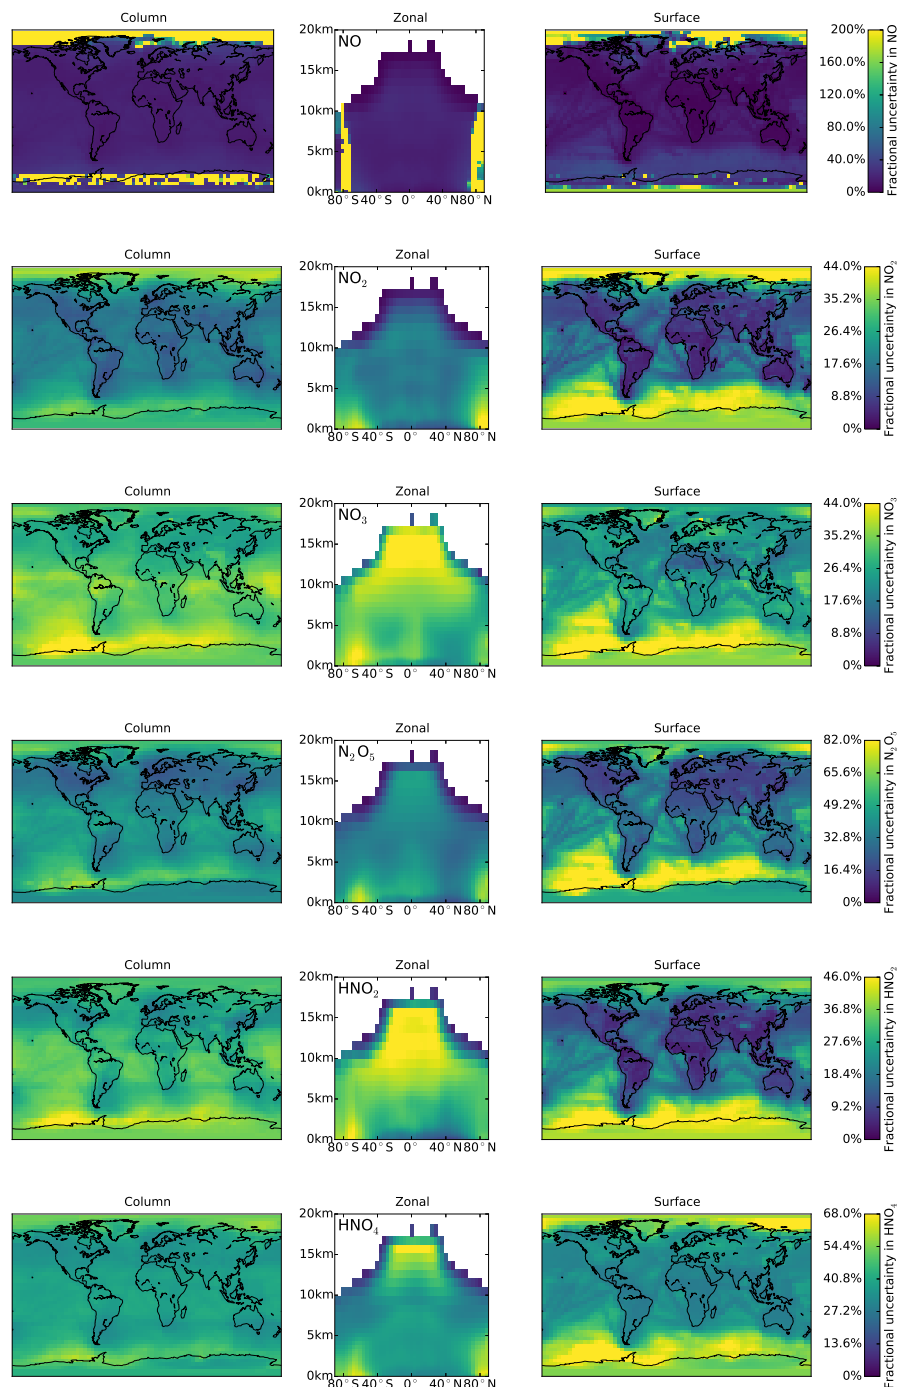 Column Zonal Surface
20km NO 200%
15km 160.0%
10km 120.0%
5km 80.0%
40.0%
0km 0%
80°S 40°S 0° 40°N 80°N
Fractional uncertainty in NO
Column Zonal Surface
20km NO₂ 44.0%
15km 35.2%
10km 26.4%
5km 17.6%
8.8%
0km 0%
80°S 40°S 0° 40°N 80°N
Fractional uncertainty in NO₂
Column Zonal Surface
20km NO₃ 44.0%
15km 35.2%
10km 26.4%
5km 17.6%
8.8%
0km 0%
80°S 40°S 0° 40°N 80°N
Fractional uncertainty in NO₃
Column Zonal Surface
20km N₂O₅ 82.0%
15km 65.6%
10km 49.2%
5km 32.8%
16.4%
0km 0%
80°S 40°S 0° 40°N 80°N
Fractional uncertainty in N₂O₅
Column Zonal Surface
20km HNO₂ 46.0%
15km 36.8%
10km 27.6%
5km 18.4%
9.2%
0km 0%
80°S 40°S 0° 40°N 80°N
Fractional uncertainty in HNO₂
Column Zonal Surface
20km HNO₄ 68.0%
15km 54.4%
10km 40.8%
5km 27.2%
13.6%
0km 0%
80°S 40°S 0° 40°N 80°N
Fractional uncertainty in HNO₄